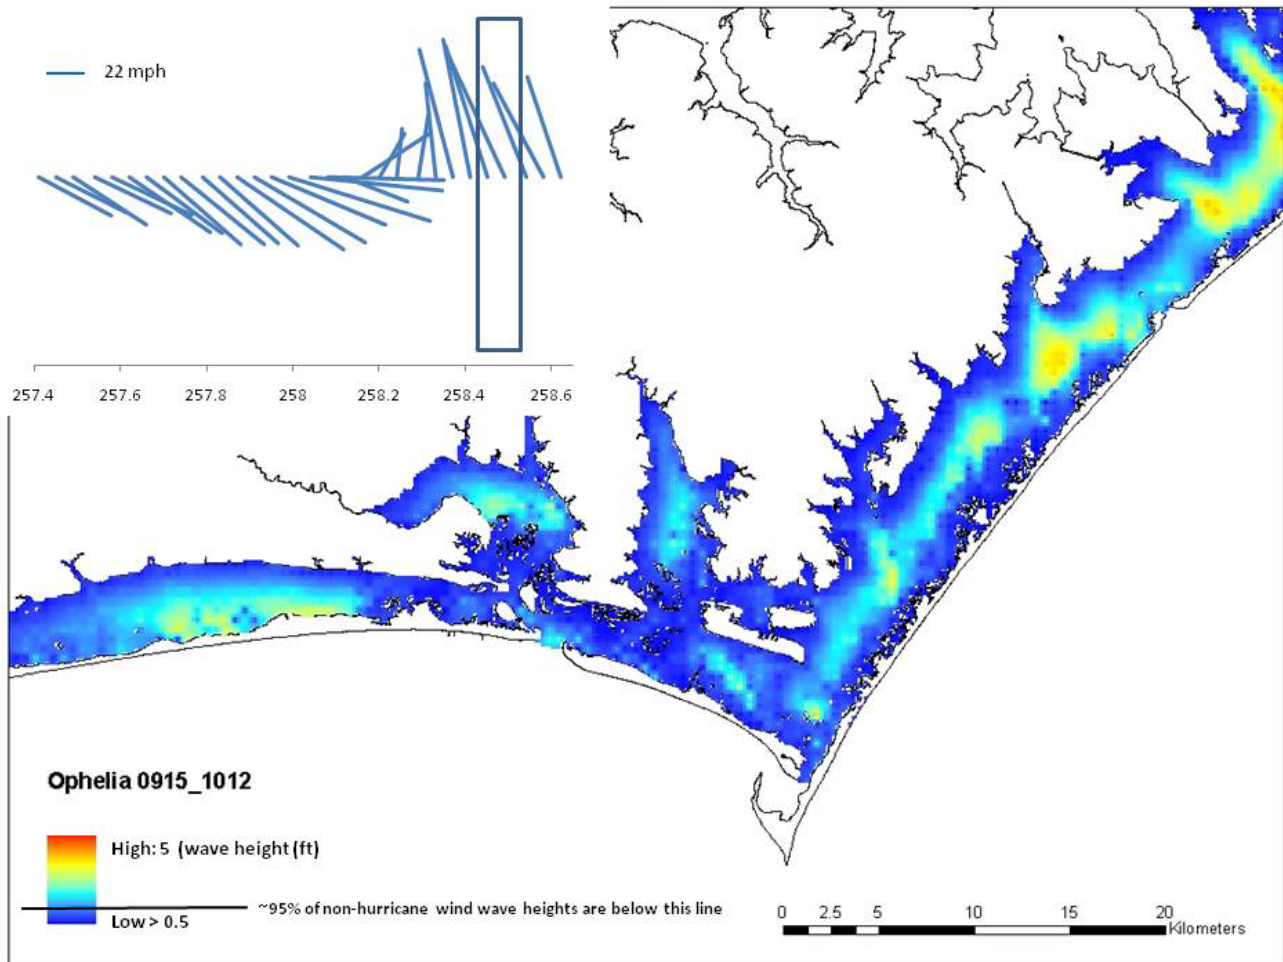 22 mph
257.4 257.6 257.8 258 258.2 258.4 258.6
Ophelia 0915_1012
High: 5 (wave height (ft)
~95% of non-hurricane wind wave heights are below this line
Low > 0.5
0 2.5 5 10 15 20
Kilometers